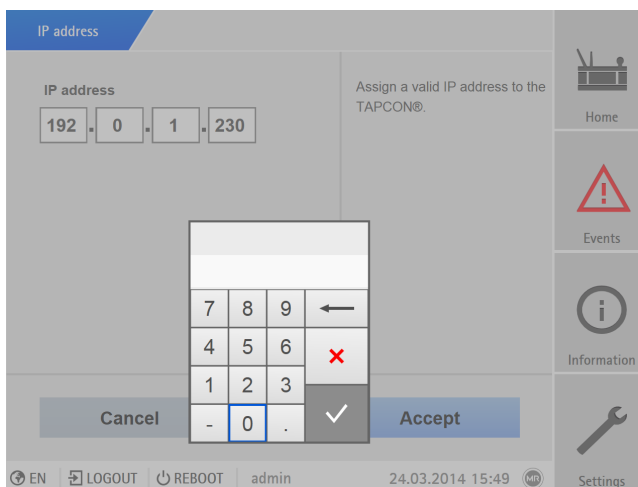 IP address
IP address
192 . 0 . 1 . 230
Assign a valid IP address to the
TAPCON®.
Home
Events
Information
Settings
7 8 9
4 5 6
1 2 3
- 0 .
Cancel
Accept
EN LOGOUT REBOOT admin 24.03.2014 15:49 MR